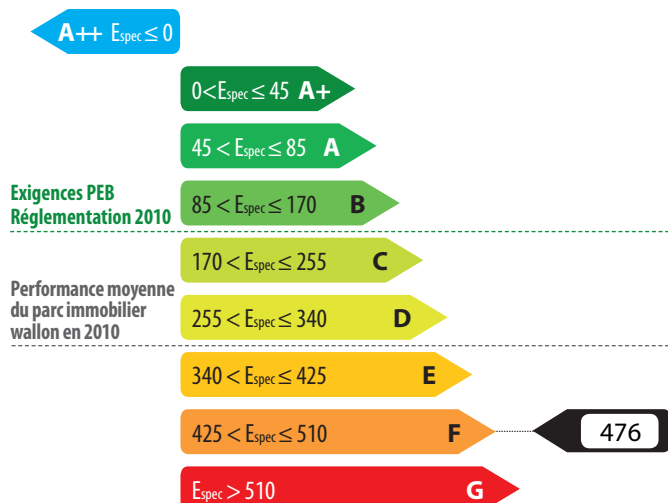 A++ Espec ≤ 0
0<Espec ≤ 45 A+
45 < Espec ≤ 85 A
Exigences PEB
Réglementation 2010
85 < Espec ≤ 170 B
170 < Espec ≤ 255 C
Performance moyenne
du parc immobilier
wallon en 2010
255 < Espec ≤ 340 D
340 < Espec ≤ 425 E
425 < Espec ≤ 510 F
476
Espec > 510 G